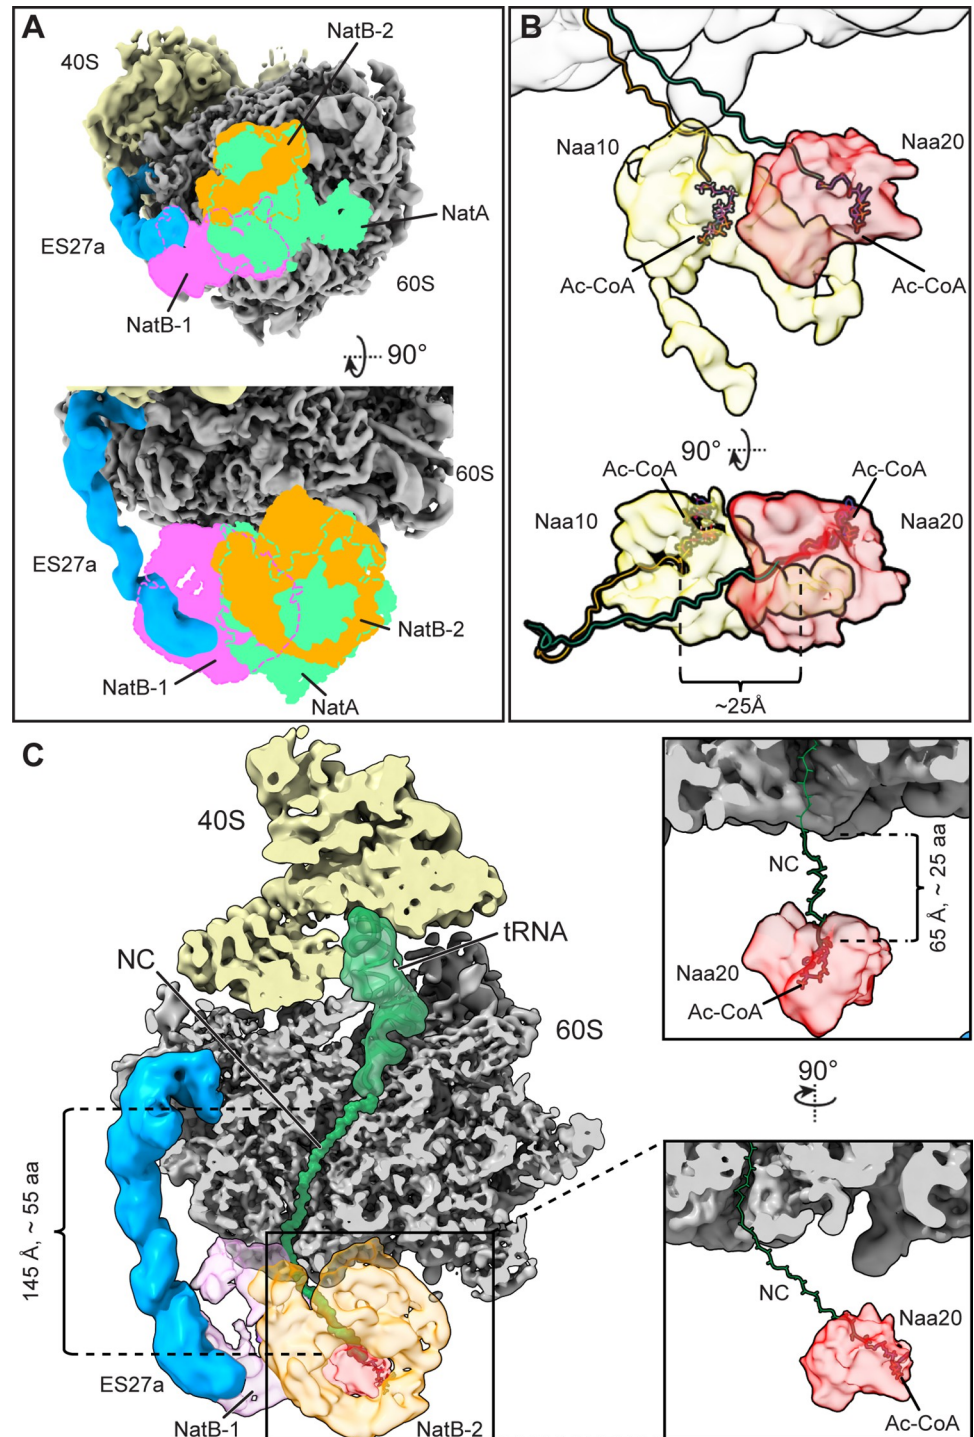 A
NatB-2
40S
NatA
ES27a
60S
NatB-1
90°
60S
ES27a
NatB-2
NatB-1
NatA
B
Naa10
Naa20
Ac-CoA
Ac-CoA
90°
Ac-CoA
Ac-CoA
Naa10
Naa20
~25Å
C
40S
tRNA
NC
60S
145 Å, ~ 55 aa
ES27a
NatB-1
NatB-2
NC
65 Å, ~ 25 aa
Naa20
Ac-CoA
90°
NC
Naa20
Ac-CoA